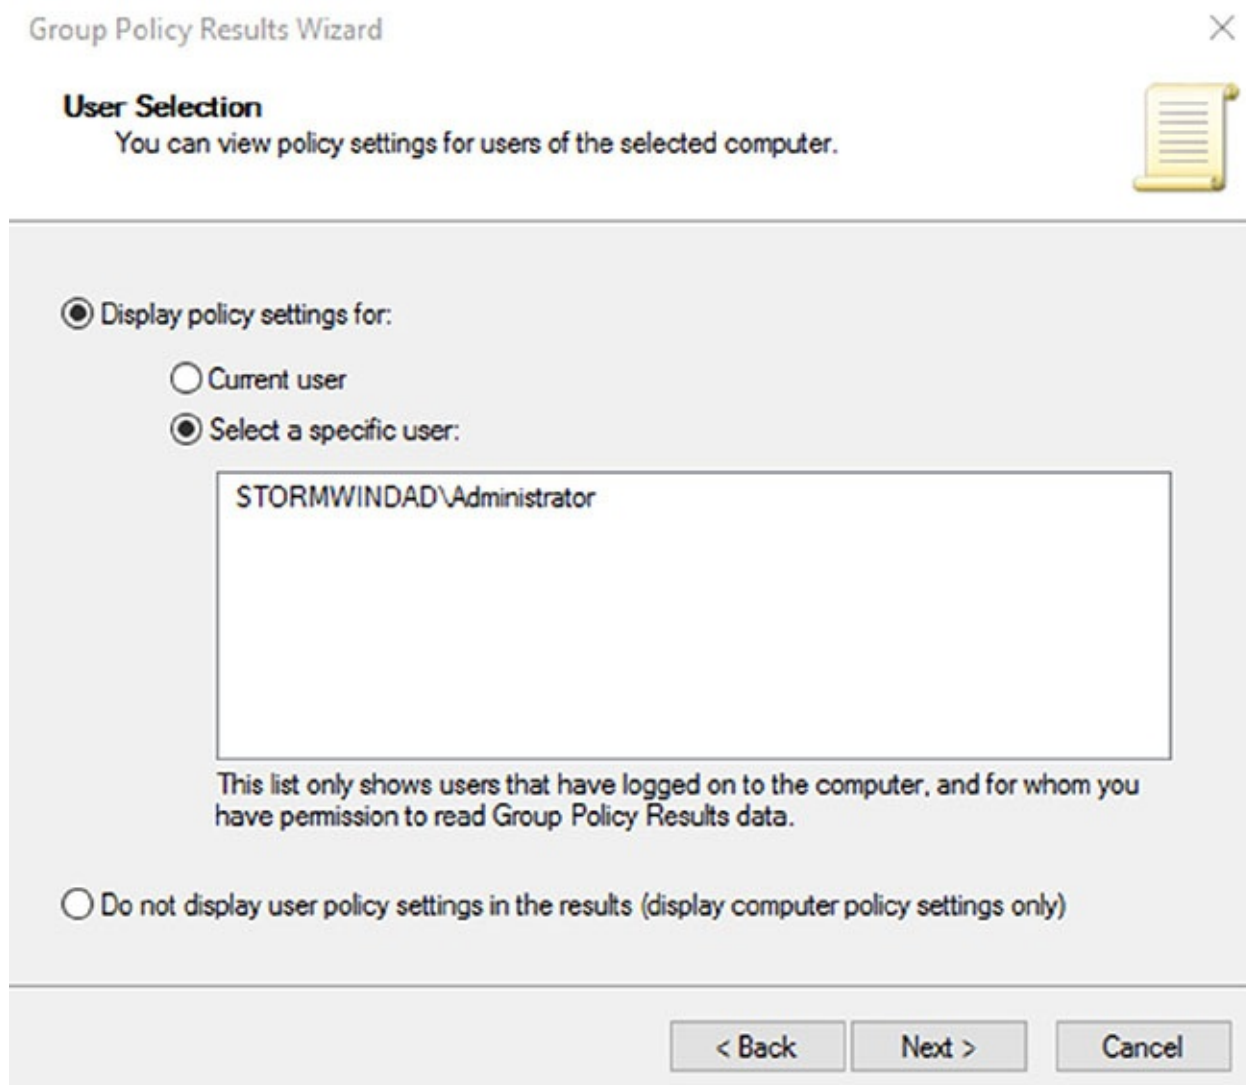 Group Policy Results Wizard
User Selection
You can view policy settings for users of the selected computer.
Display policy settings for:
Current user
Select a specific user:
STORMWINDAD\Administrator
This list only shows users that have logged on to the computer, and for whom you
have permission to read Group Policy Results data.
Do not display user policy settings in the results (display computer policy settings only)
< Back
Next >
Cancel